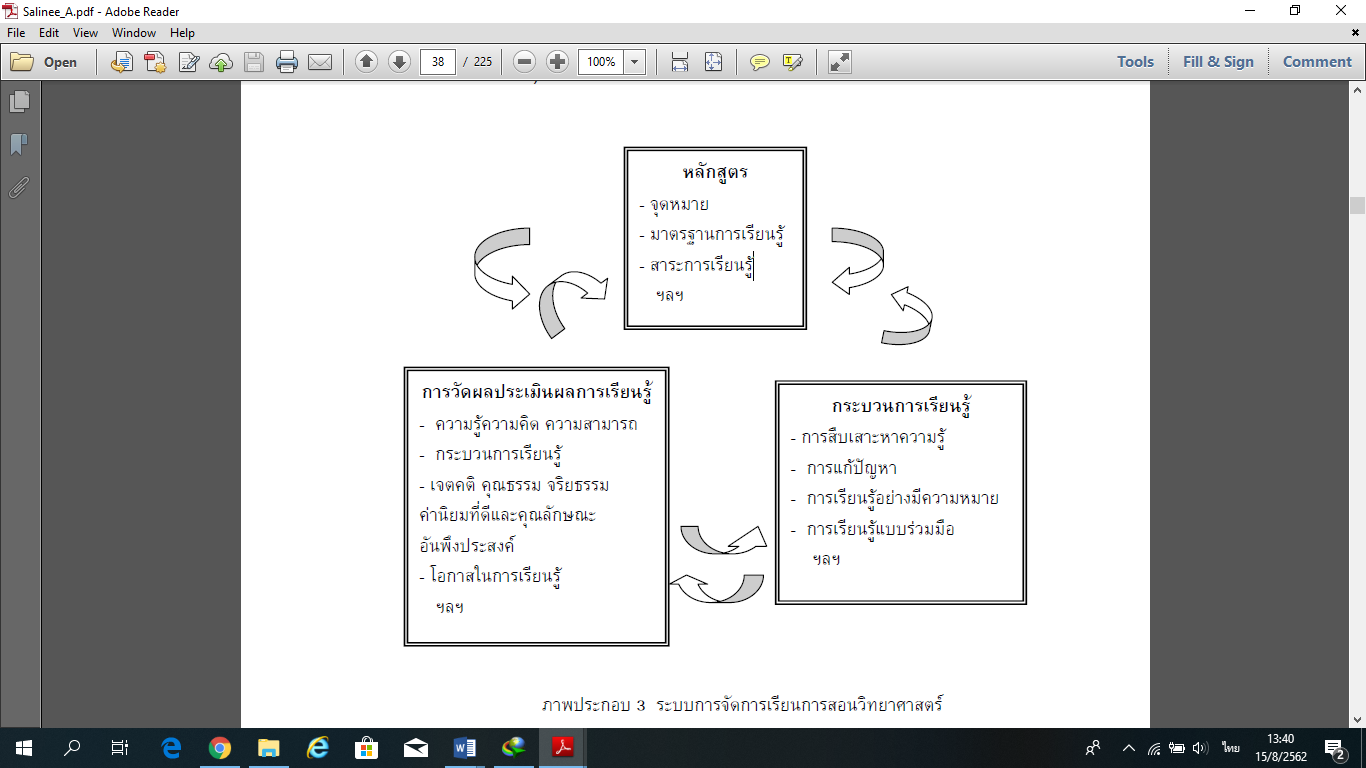 Salinee_A.pdf - Adobe Reader
File Edit View Window Help
Open 38 / 225 100% Tools Fill & Sign Comment
หลักสูตร
- จุดหมาย
- มาตรฐานการเรียนรู้
- สาระการเรียนรู้
ฯลฯ
การวัดผลประเมินผลการเรียนรู้
- ความรู้ความคิด ความสามารถ
- กระบวนการเรียนรู้
- เจตคติ คุณธรรม จริยธรรม
ค่านิยมที่ดีและคุณลักษณะ
อันพึงประสงค์
- โอกาสในการเรียนรู้
ฯลฯ
กระบวนการเรียนรู้
- การสืบเสาะหาความรู้
- การแก้ปัญหา
- การเรียนรู้อย่างมีความหมาย
- การเรียนรู้แบบร่วมมือ
ฯลฯ
ภาพประกอบ 3 ระบบการจัดการเรียนการสอนวิทยาศาสตร์
ไทย
13:40
15/8/2562
2